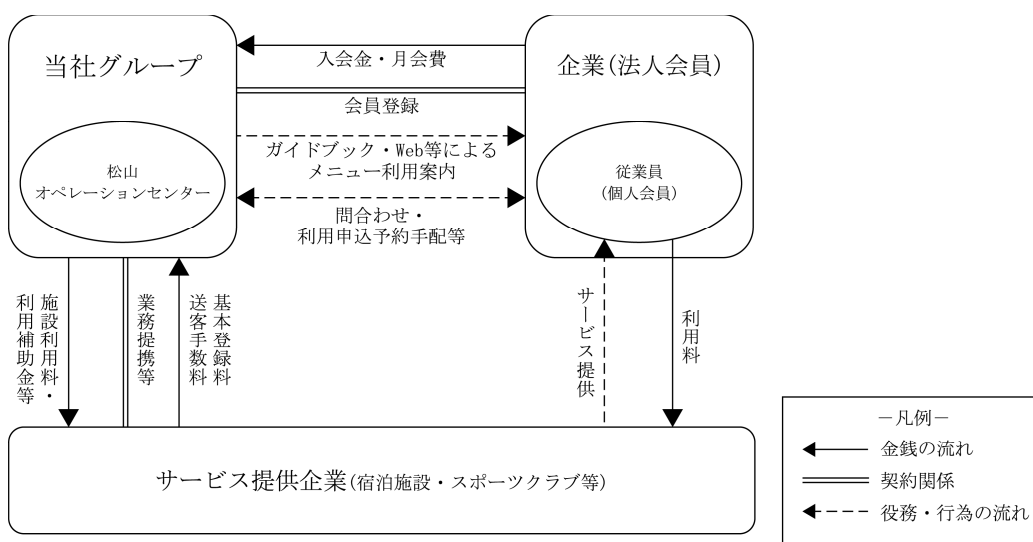 当社グループ
企業(法人会員)
入会金・月会費
会員登録
ガイドブック・Web等による
メニュー利用案内
松山
オペレーションセンター
従業員
(個人会員)
問合わせ・
利用申込予約手配等
施設利用料・
利用補助金等
業務提携等
基本登録料
送客手数料
サービス提供
利用料
サービス提供企業(宿泊施設・スポーツクラブ等)
－凡例－
金銭の流れ
契約関係
役務・行為の流れ